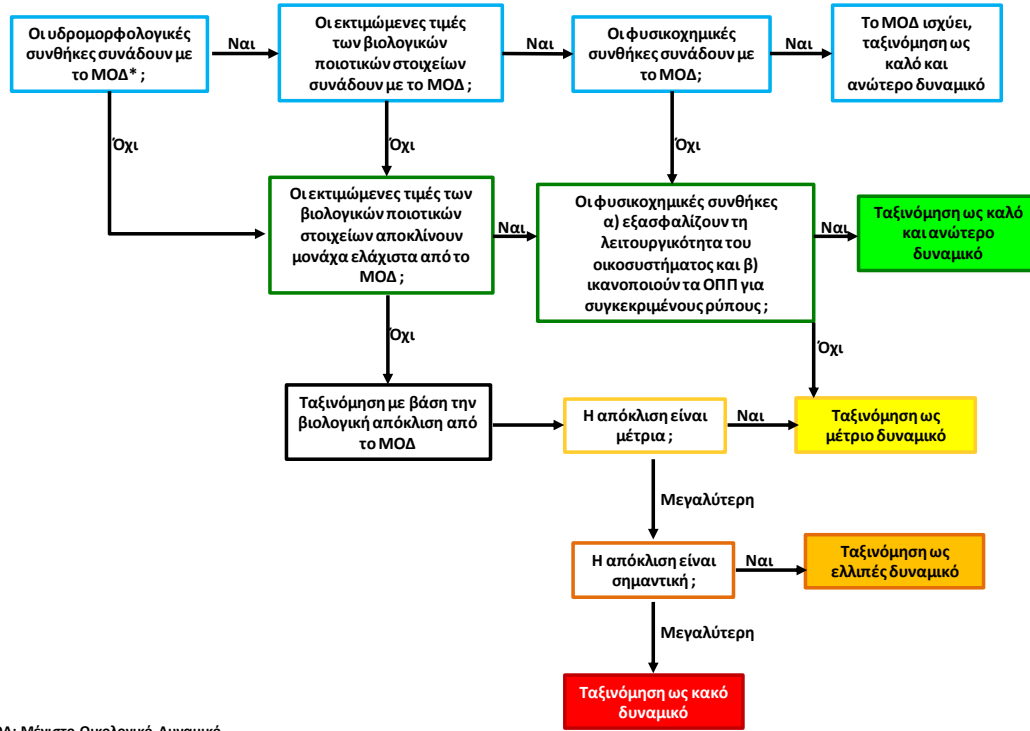 Οι υδρομορφολογικές
συνθήκες συνάδουν με
το ΜΟΔ* ;
Ναι
Οι εκτιμώμενες τιμές
των βιολογικών
ποιοτικών στοιχείων
συνάδουν με το ΜΟΔ ;
Ναι
Οι φυσικοχημικές
συνθήκες συνάδουν με
το ΜΟΔ;
Ναι
Το ΜΟΔ ισχύει,
ταξινόμηση ως
καλό και
ανώτερο δυναμικό
Όχι
Όχι
Όχι
Οι εκτιμώμενες τιμές των
βιολογικών ποιοτικών
στοιχείων αποκλίνουν
μονάχα ελάχιστα από το
ΜΟΔ ;
Ναι
Οι φυσικοχημικές συνθήκες
α) εξασφαλίζουν τη
λειτουργικότητα του
οικοσυστήματος και β)
ικανοποιούν τα ΟΠΠ για
συγκεκριμένους ρύπους ;
Ναι
Ταξινόμηση ως καλό
και ανώτερο
δυναμικό
Όχι
Όχι
Ταξινόμηση με βάση την
βιολογική απόκλιση από
το ΜΟΔ
Η απόκλιση είναι
μέτρια ;
Ναι
Ταξινόμηση ως
μέτριο δυναμικό
Μεγαλύτερη
Η απόκλιση είναι
σημαντική ;
Ναι
Ταξινόμηση ως
ελλιπές δυναμικό
Μεγαλύτερη
Ταξινόμηση ως κακό
δυναμικό